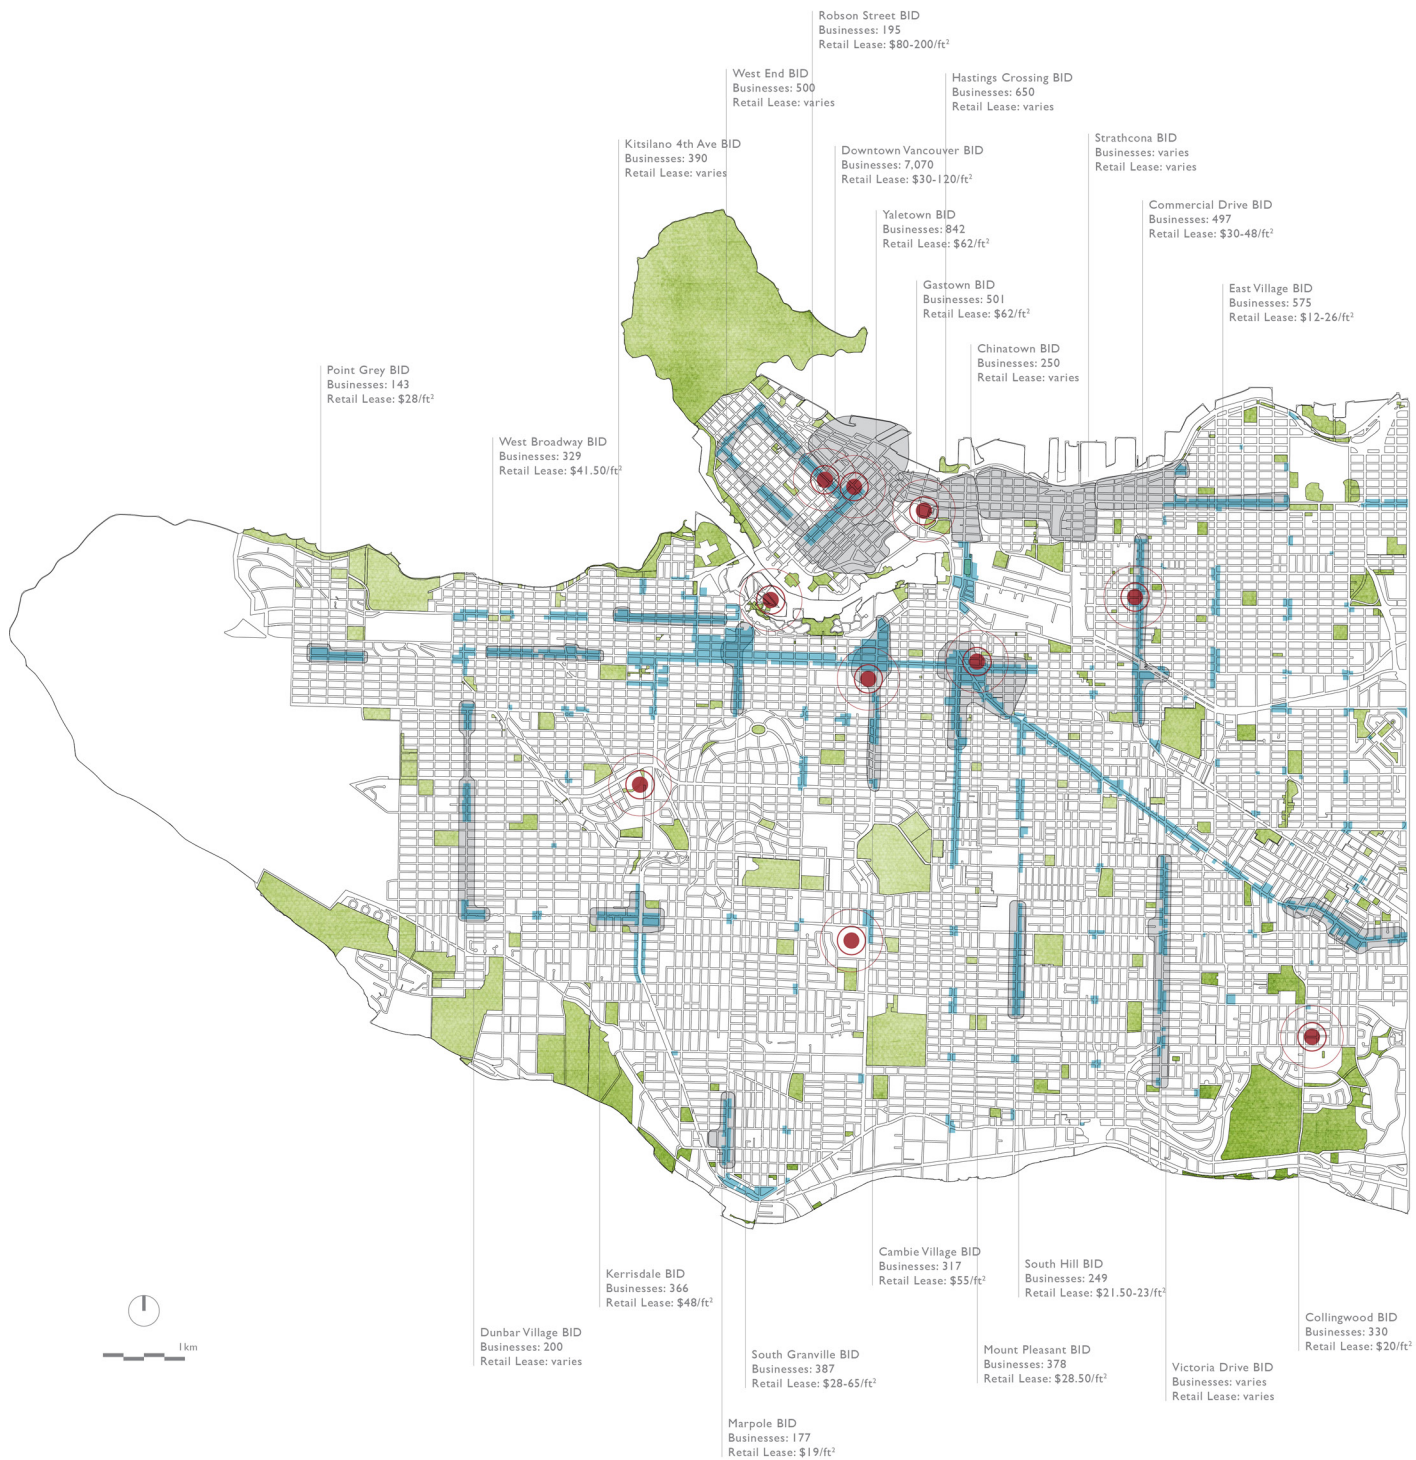 Robson Street BID
Businesses: 195
Retail Lease: $80-200/ft²
West End BID
Businesses: 500
Retail Lease: varies
Hastings Crossing BID
Businesses: 650
Retail Lease: varies
Kitsilano 4th Ave BID
Businesses: 390
Retail Lease: varies
Downtown Vancouver BID
Businesses: 7,070
Retail Lease: $30-120/ft²
Strathcona BID
Businesses: varies
Retail Lease: varies
Yaletown BID
Businesses: 842
Retail Lease: $62/ft²
Commercial Drive BID
Businesses: 497
Retail Lease: $30-48/ft²
Gastown BID
Businesses: 501
Retail Lease: $62/ft²
East Village BID
Businesses: 575
Retail Lease: $12-26/ft²
Chinatown BID
Businesses: 250
Retail Lease: varies
Point Grey BID
Businesses: 143
Retail Lease: $28/ft²
West Broadway BID
Businesses: 329
Retail Lease: $41.50/ft²
Cambie Village BID
Businesses: 317
Retail Lease: $55/ft²
South Hill BID
Businesses: 249
Retail Lease: $21.50-23/ft²
Kerrisdale BID
Businesses: 366
Retail Lease: $48/ft²
Collingwood BID
Businesses: 330
Retail Lease: $20/ft²
Dunbar Village BID
Businesses: 200
Retail Lease: varies
1km
South Granville BID
Businesses: 387
Retail Lease: $28-65/ft²
Mount Pleasant BID
Businesses: 378
Retail Lease: $28.50/ft²
Victoria Drive BID
Businesses: varies
Retail Lease: varies
Marpole BID
Businesses: 177
Retail Lease: $19/ft²